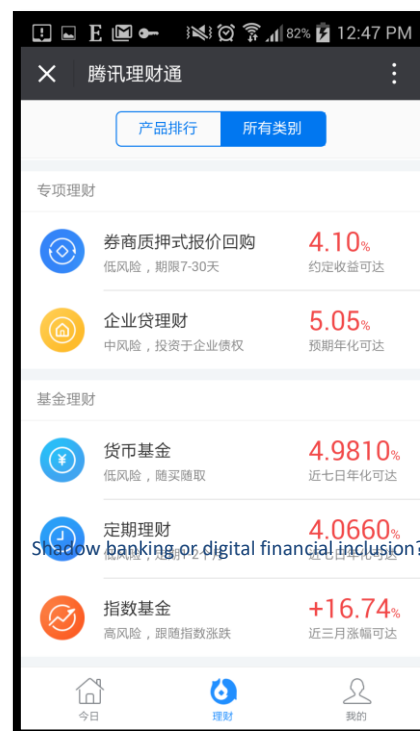 82% 12:47 PM
腾讯理财通
产品排行 所有类别
专项理财
券商质押式报价回购 4.10%
低风险，期限7-30天 约定收益可达
企业贷理财 5.05%
中风险，投资于企业债权 预期年化可达
基金理财
货币基金 4.9810%
低风险，随买随取 近七日年化可达
定期理财 4.0660%
Shadow banking or digital financial inclusion?
近七日年化可达
指数基金 +16.74%
高风险，跟随指数涨跌 近三月涨幅可达
今日 理财 我的